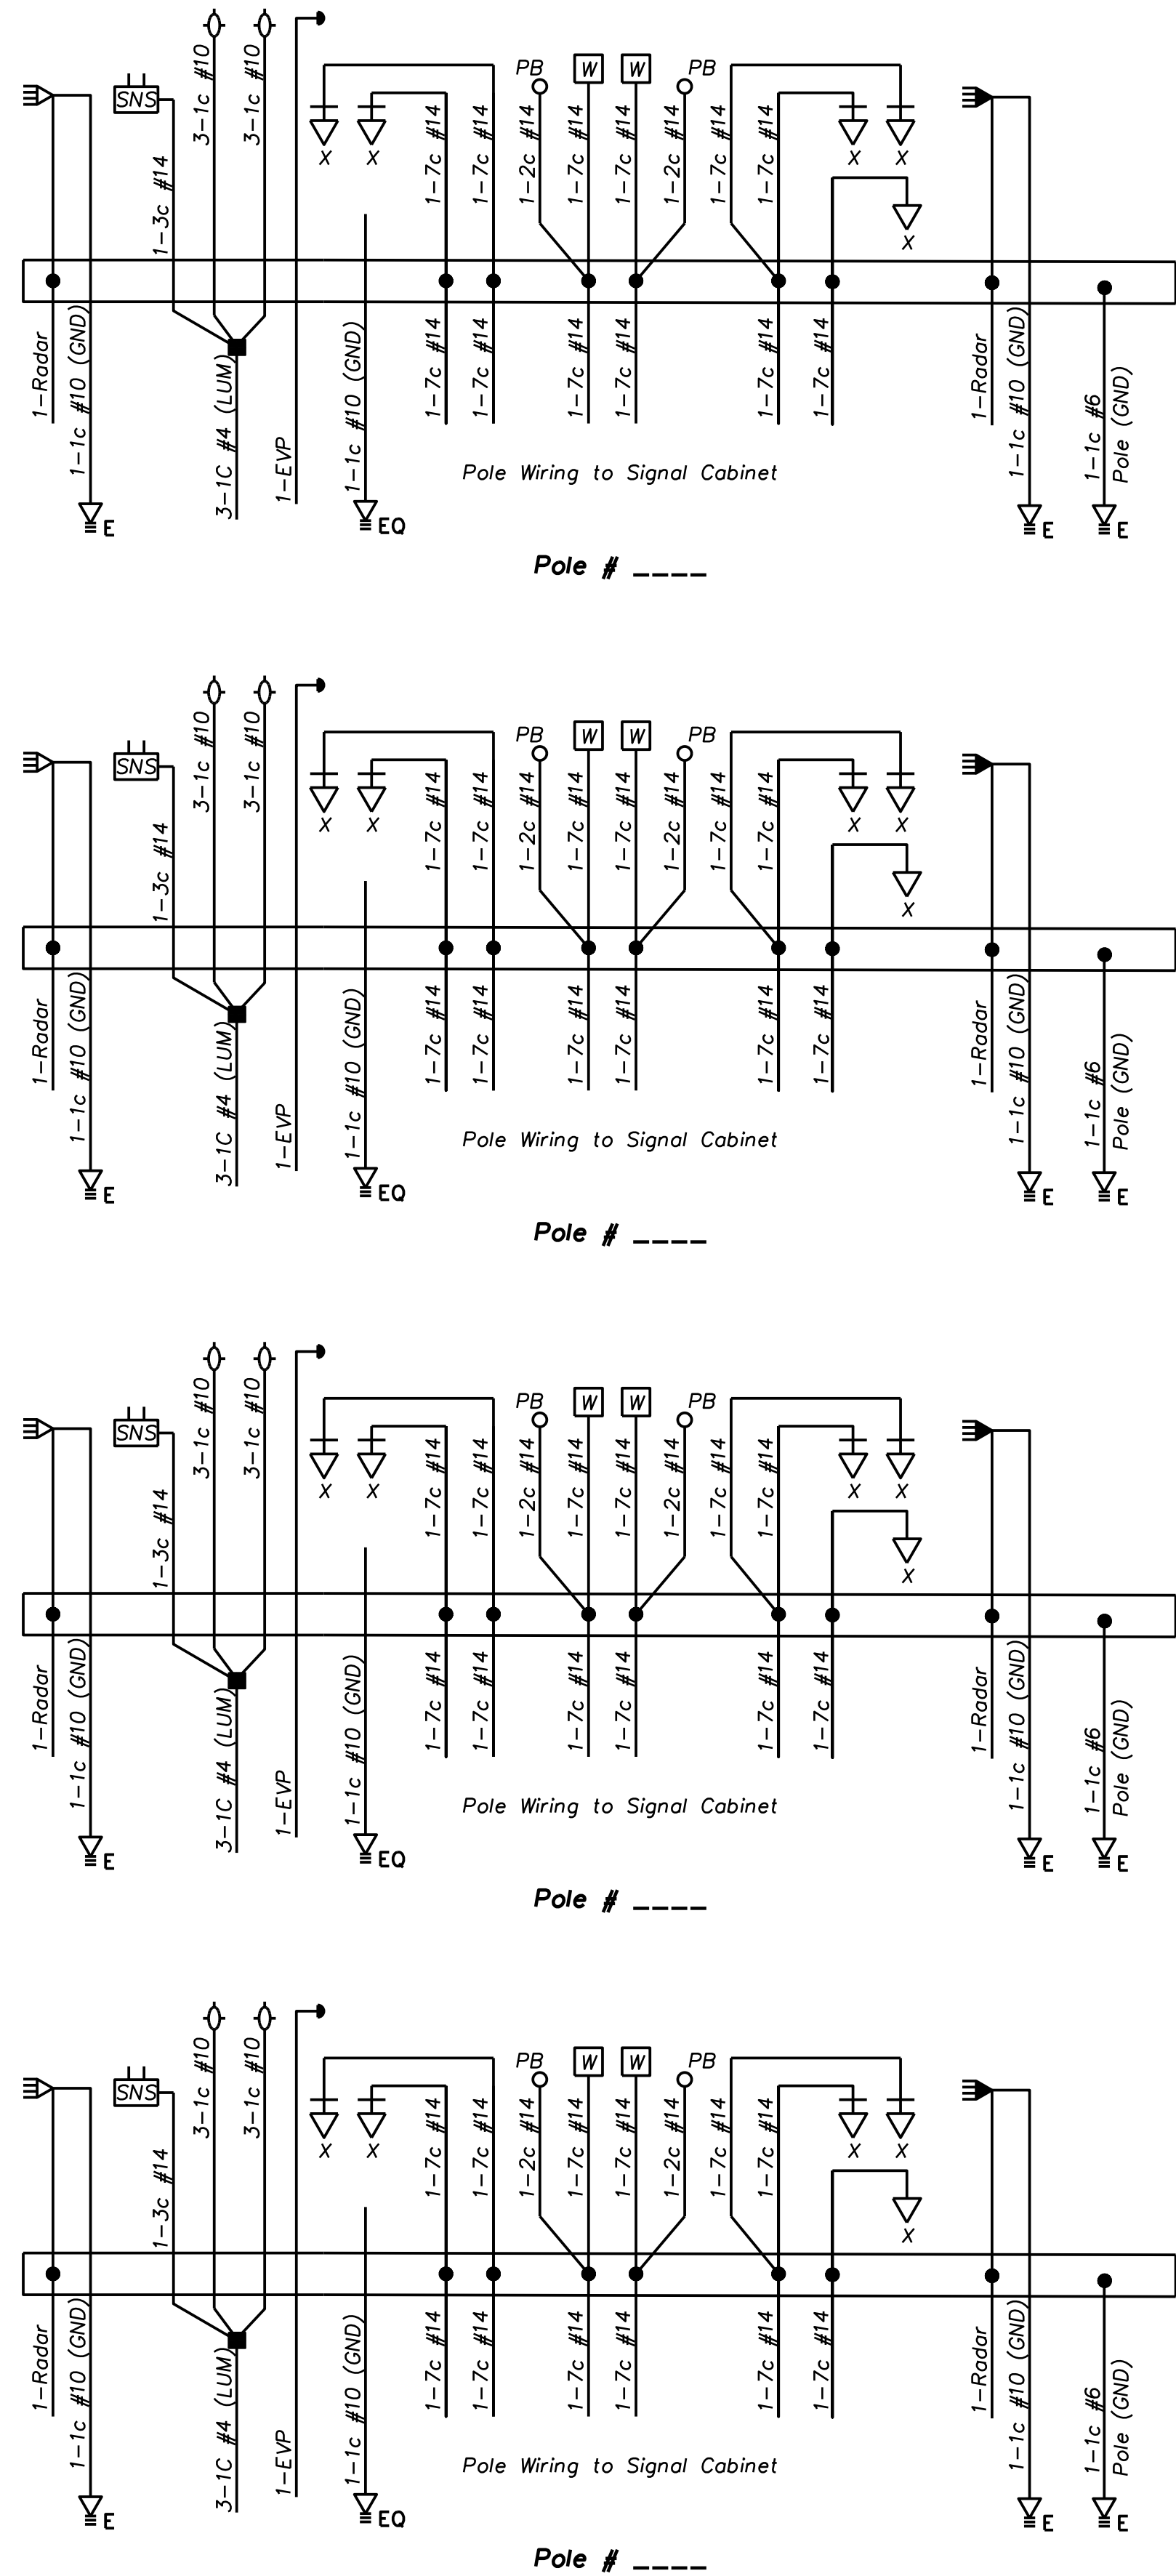 3-1c #10
3-1c #10
PB
W
W
PB
SNS
1-3c #14
X
X
1-7c #14
1-7c #14
1-2c #14
1-7c #14
1-7c #14
1-2c #14
1-7c #14
1-7c #14
X
X
X
1-Radar
1-1c #10 (GND)
3-1C #4 (LUM)
1-EVP
1-1c #10 (GND)
1-7c #14
1-7c #14
1-7c #14
1-7c #14
1-7c #14
1-7c #14
1-Radar
1-1c #10 (GND)
1-1c #6
Pole (GND)
Pole Wiring to Signal Cabinet
E
EQ
E
E
Pole # ____
3-1c #10
3-1c #10
PB
W
W
PB
SNS
1-3c #14
X
X
1-7c #14
1-7c #14
1-2c #14
1-7c #14
1-7c #14
1-2c #14
1-7c #14
1-7c #14
X
X
X
1-Radar
1-1c #10 (GND)
3-1C #4 (LUM)
1-EVP
1-1c #10 (GND)
1-7c #14
1-7c #14
1-7c #14
1-7c #14
1-7c #14
1-7c #14
1-Radar
1-1c #10 (GND)
1-1c #6
Pole (GND)
Pole Wiring to Signal Cabinet
E
EQ
E
E
Pole # ____
3-1c #10
3-1c #10
PB
W
W
PB
SNS
1-3c #14
X
X
1-7c #14
1-7c #14
1-2c #14
1-7c #14
1-7c #14
1-2c #14
1-7c #14
1-7c #14
X
X
X
1-Radar
1-1c #10 (GND)
3-1C #4 (LUM)
1-EVP
1-1c #10 (GND)
1-7c #14
1-7c #14
1-7c #14
1-7c #14
1-7c #14
1-7c #14
1-Radar
1-1c #10 (GND)
1-1c #6
Pole (GND)
Pole Wiring to Signal Cabinet
E
EQ
E
E
Pole # ____
3-1c #10
3-1c #10
PB
W
W
PB
SNS
1-3c #14
X
X
1-7c #14
1-7c #14
1-2c #14
1-7c #14
1-7c #14
1-2c #14
1-7c #14
1-7c #14
X
X
X
1-Radar
1-1c #10 (GND)
3-1C #4 (LUM)
1-EVP
1-1c #10 (GND)
1-7c #14
1-7c #14
1-7c #14
1-7c #14
1-7c #14
1-7c #14
1-Radar
1-1c #10 (GND)
1-1c #6
Pole (GND)
Pole Wiring to Signal Cabinet
E
EQ
E
E
Pole # ____